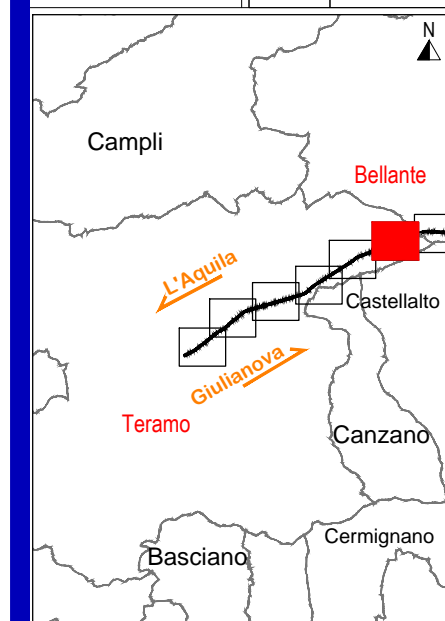 N
Campli
Bellante
L'Aquila
Castellalto
Giulianova
Teramo
Canzano
Cermignano
Basciano